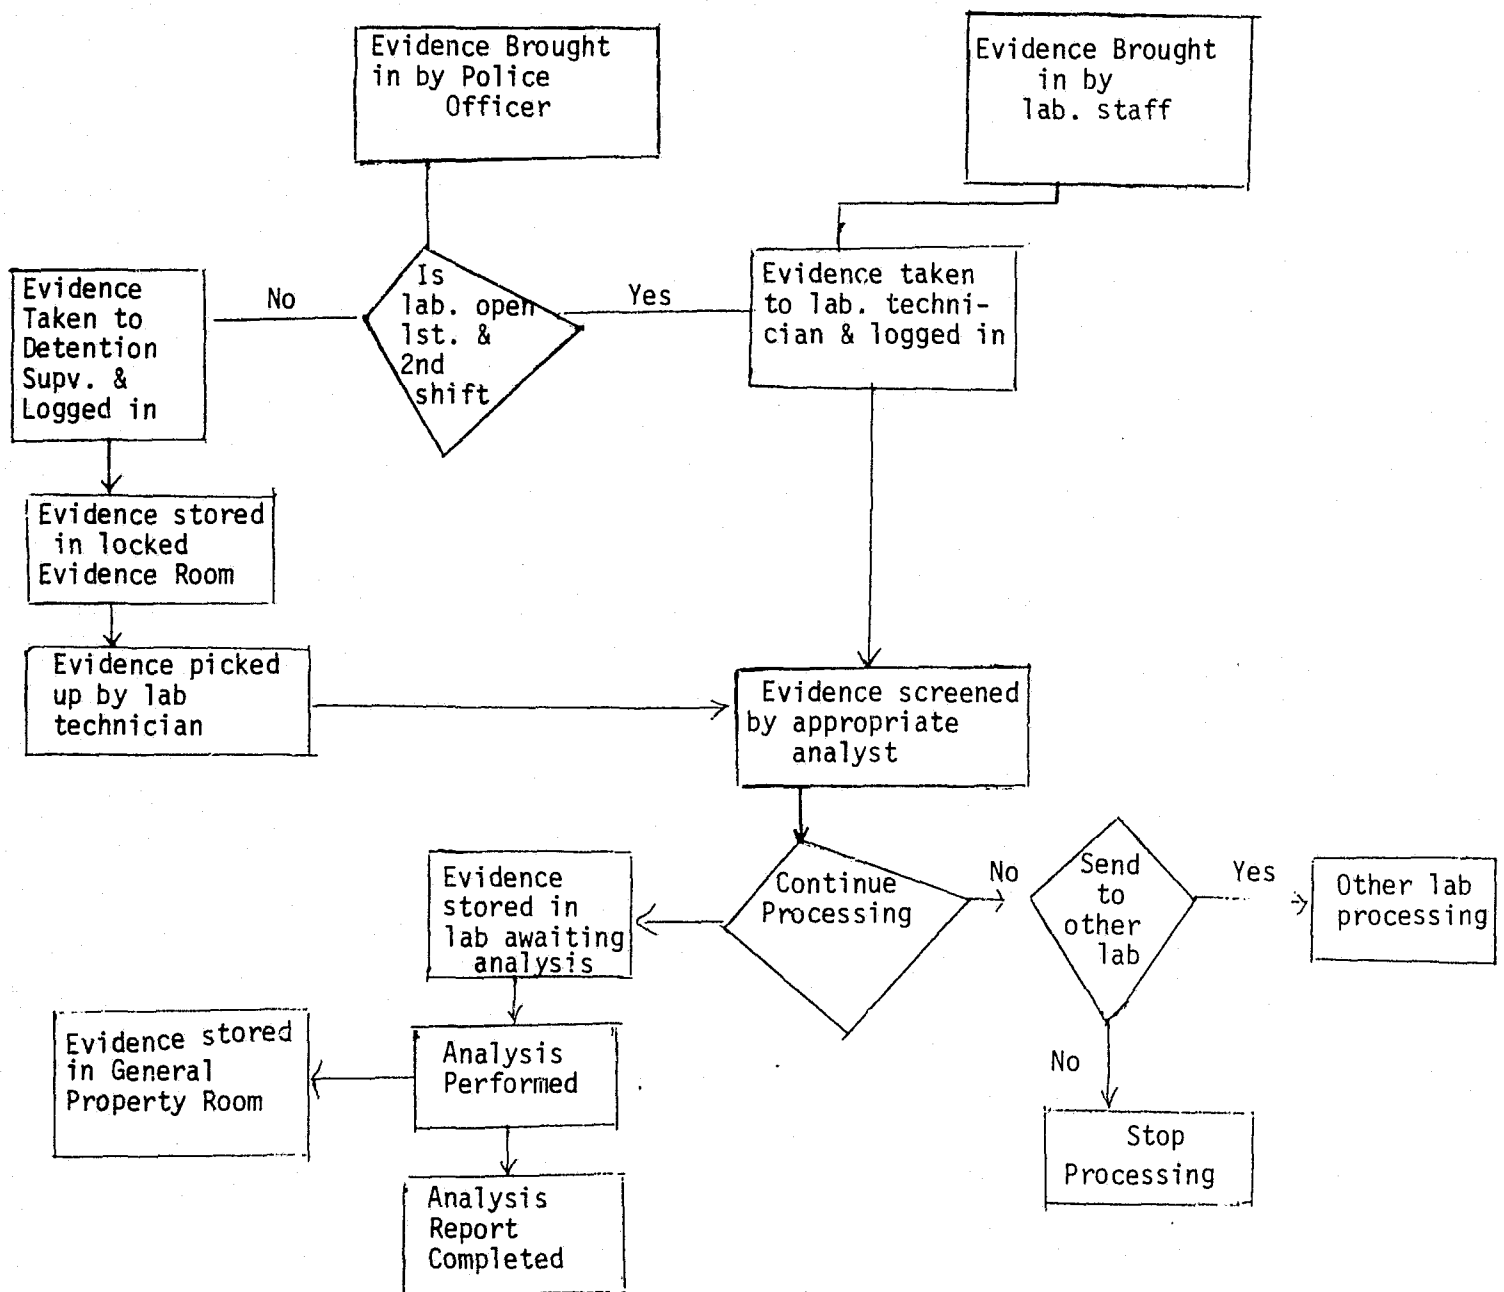 Evidence Brought
in by Police
Officer
Evidence Brought
in by
lab. staff
Is
lab. open
1st. &
2nd
shift
No
Yes
Evidence
Taken to
Detention
Supv. &
Logged in
Evidence taken
to lab. techni-
cian & logged in
Evidence stored
in locked
Evidence Room
Evidence picked
up by lab
technician
Evidence screened
by appropriate
analyst
Continue
Processing
No
Send
to
other
lab
Yes
Other lab
processing
No
Stop
Processing
Evidence
stored in
lab awaiting
analysis
Analysis
Performed
Evidence stored
in General
Property Room
Analysis
Report
Completed